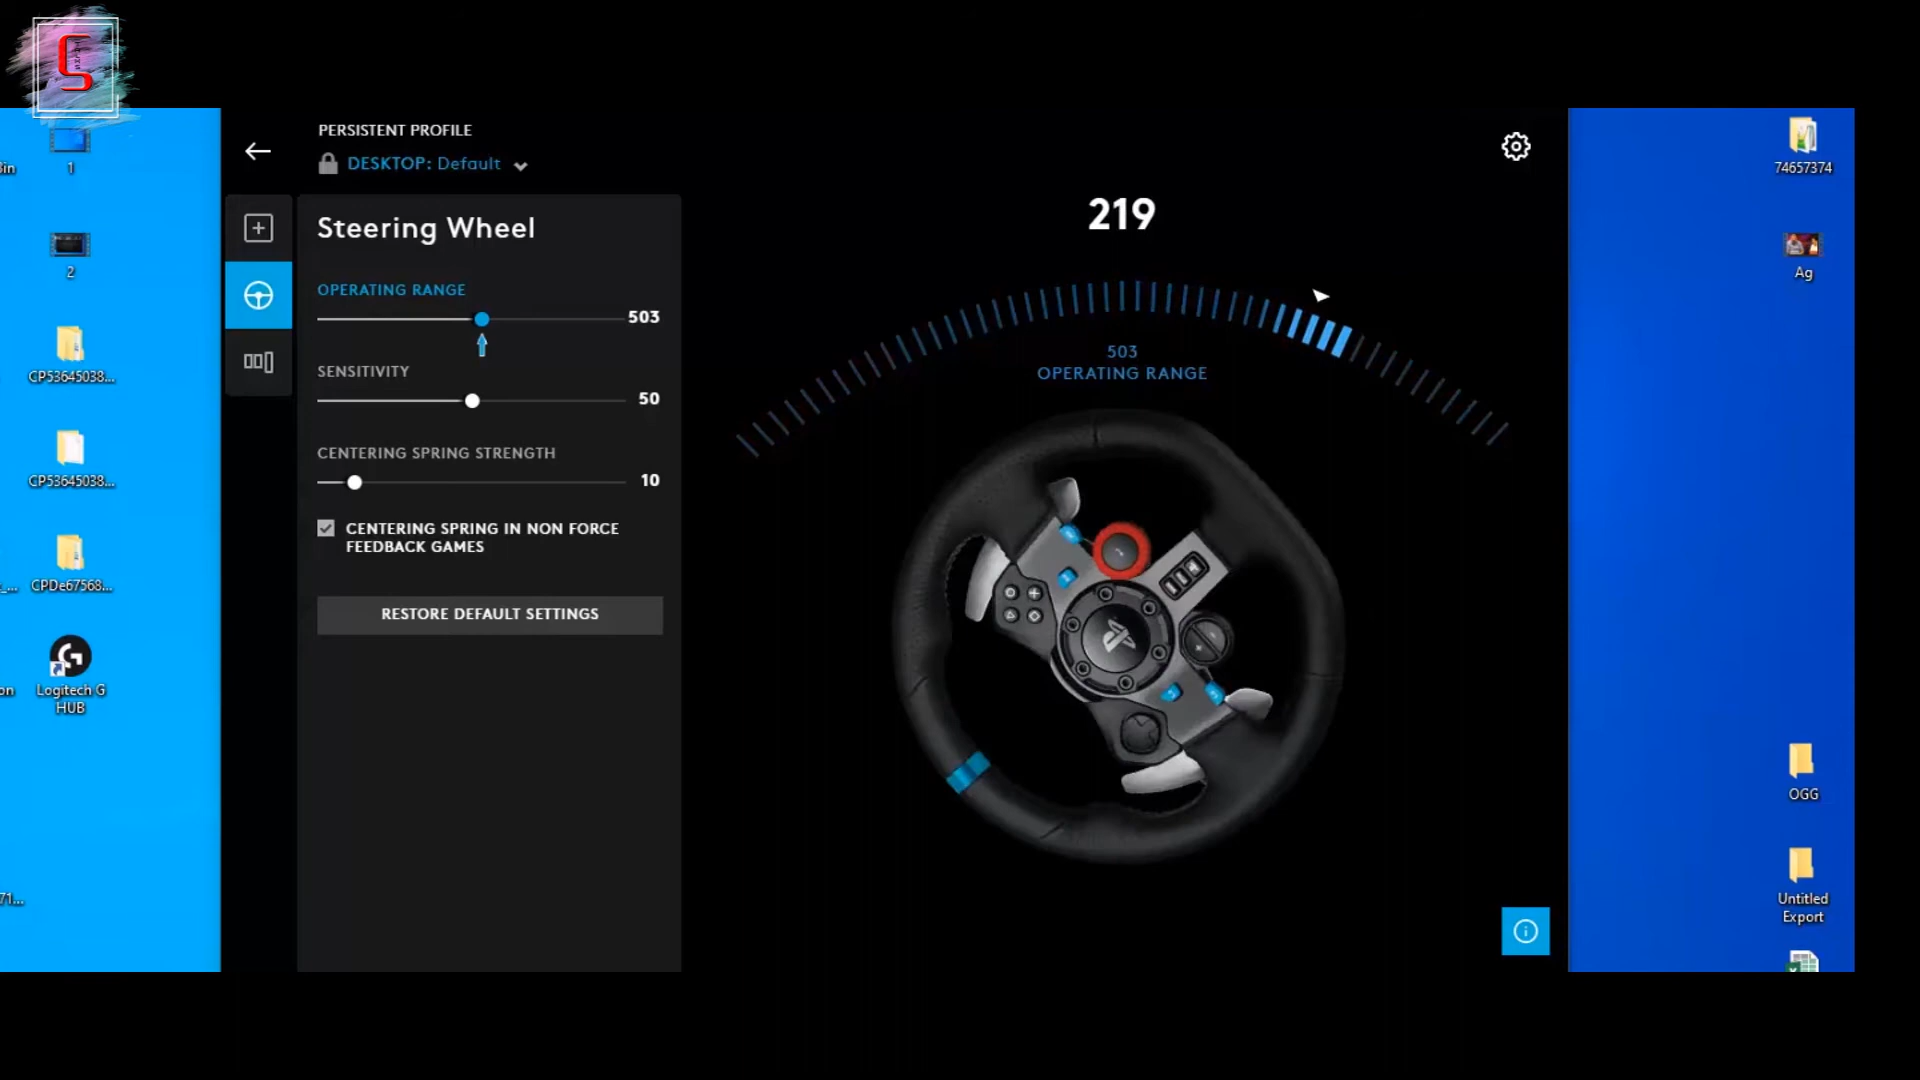 PERSISTENT PROFILE
DESKTOP: Default
Steering Wheel
OPERATING RANGE
503
SENSITIVITY
50
CENTERING SPRING STRENGTH
10
CENTERING SPRING IN NON FORCE
FEEDBACK GAMES
RESTORE DEFAULT SETTINGS
219
503
OPERATING RANGE
1
2
CP53645038...
CP53645038...
CPDe67568...
Logitech G
HUB
on
71...
74657374
Ag
OGG
Untitled
Export